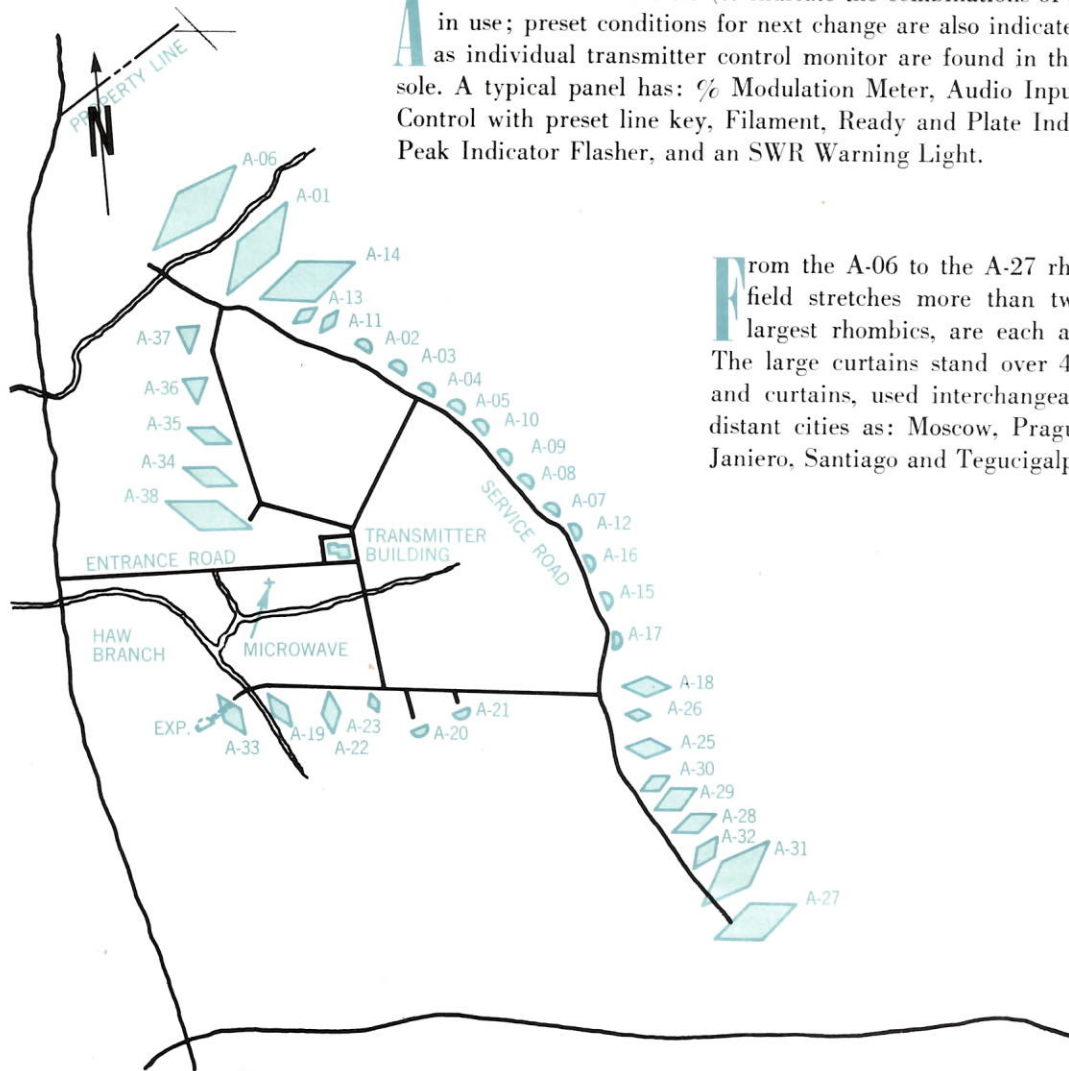 in use; preset conditions for next change are also indicate
A as individual transmitter control monitor are found in th
sole. A typical panel has: % Modulation Meter, Audio Inpu
Control with preset line key, Filament, Ready and Plate Ind
Peak Indicator Flasher, and an SWR Warning Light.
PROPERTY LINE
N
A-06
A-01
A-14
A-13
A-11
A-02
A-03
A-04
A-05
A-10
A-09
A-08
A-07
A-12
A-16
A-15
A-17
From the A-06 to the A-27 rh
field stretches more than tw
largest rhombics, are each a
The large curtains stand over 4
and curtains, used interchangea
distant cities as: Moscow, Pragu
Janiero, Santiago and Tegucigalp
A-37
A-36
A-35
A-34
A-38
SERVICE ROAD
TRANSMITTER
BUILDING
ENTRANCE ROAD
HAW
BRANCH
MICROWAVE
EXP.
A-33
A-19
A-22
A-23
A-20
A-21
A-18
A-26
A-25
A-30
A-29
A-28
A-32
A-31
A-27